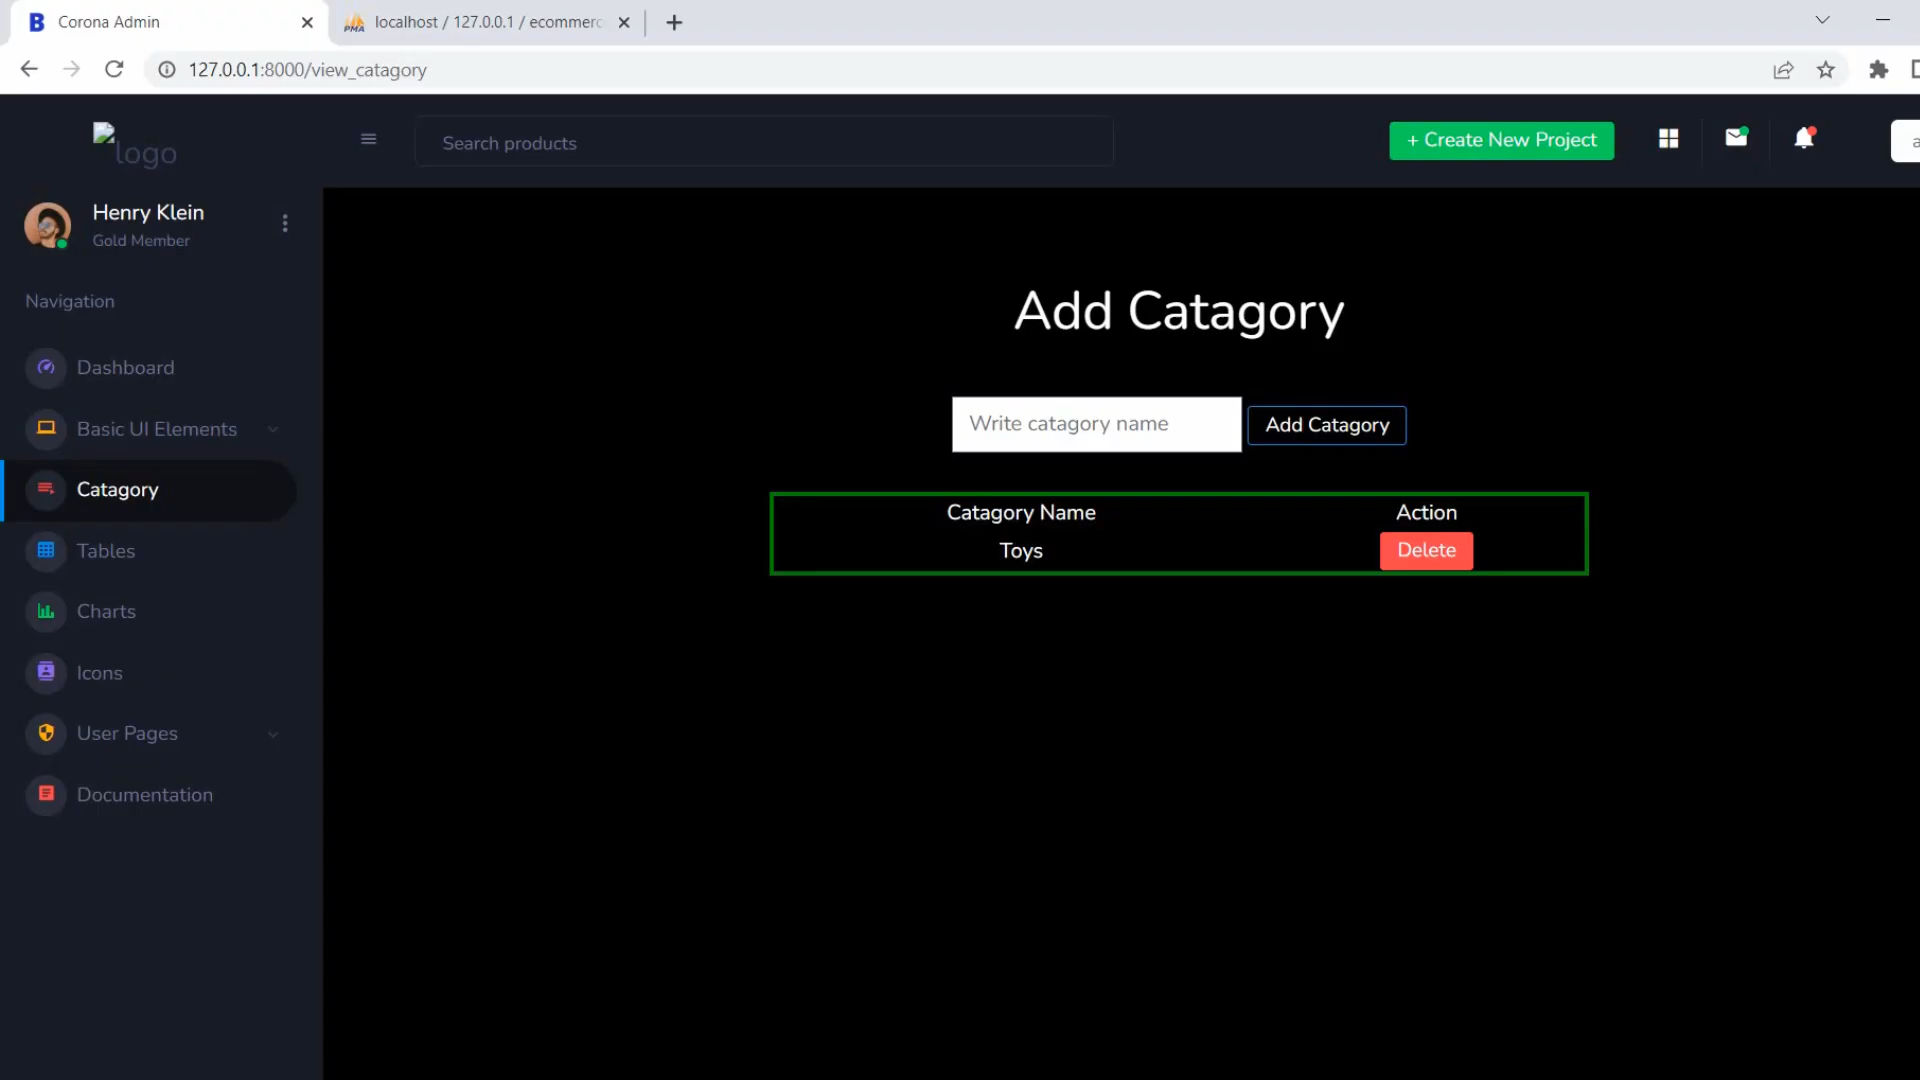 Corona Admin
localhost / 127.0.0.1 / ecommerc
127.0.0.1:8000/view_catagory
logo
Search products
+ Create New Project
Henry Klein
Gold Member
Navigation
Dashboard
Basic UI Elements
Catagory
Tables
Charts
Icons
User Pages
Documentation
Add Catagory
Write catagory name
Add Catagory
Catagory Name Action
Toys Delete